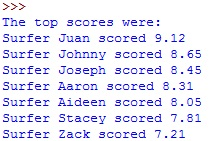 >>>
The top scores were:
Surfer Juan scored 9.12
Surfer Johnny scored 8.65
Surfer Joseph scored 8.45
Surfer Aaron scored 8.31
Surfer Aideen scored 8.05
Surfer Stacey scored 7.81
Surfer Zack scored 7.21